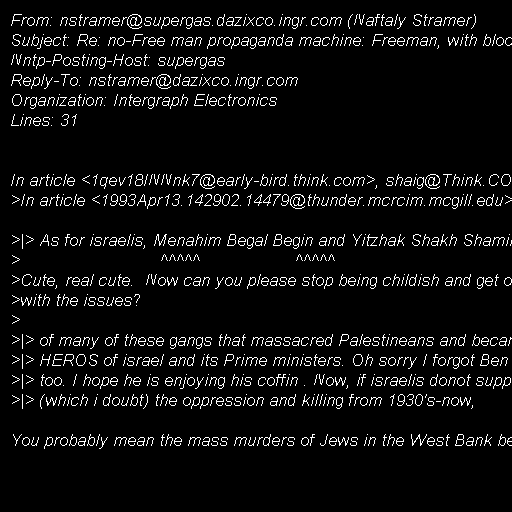 From: nstramer@supergas.dazixco.ingr.com (Naftaly Stramer)
Subject: Re: no-Free man propaganda machine: Freeman, with bloo
Nntp-Posting-Host: supergas
Reply-To: nstramer@dazixco.ingr.com
Organization: Intergraph Electronics
Lines: 31
In article <1qev18INNnk7@early-bird.think.com>, shaig@Think.CO
>In article <1993Apr13.142902.14479@thunder.mcrcim.mcgill.edu>
>|> As for israelis, Menahim Begal Begin and Yitzhak Shakh Shami
> ^^^^^ ^^^^^
>Cute, real cute. Now can you please stop being childish and get o
>with the issues?
>
>|> of many of these gangs that massacred Palestineans and becar
>|> HEROS of israel and its Prime ministers. Oh sorry I forgot Ben
>|> too. I hope he is enjoying his coffin . Now, if israelis donot supp
>|> (which i doubt) the oppression and killing from 1930's-now,
You probably mean the mass murders of Jews in the West Bank be